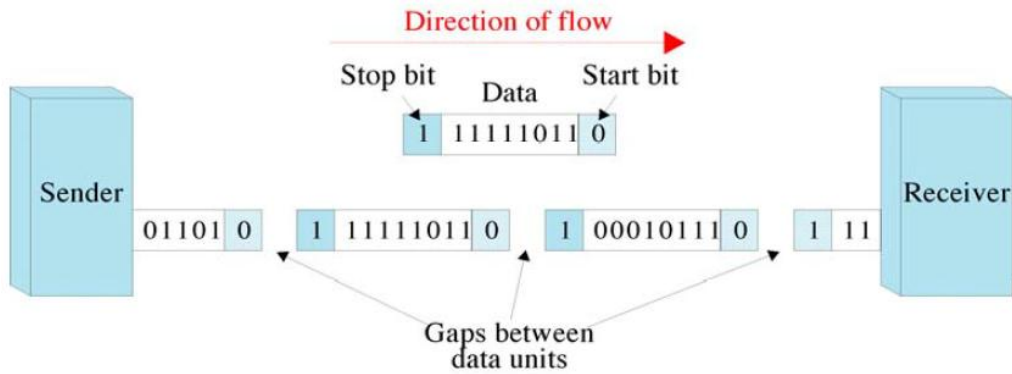 Direction of flow
Stop bit
Start bit
Data
1 11111011 0
Sender
Receiver
01101 0
1 11111011 0
1 00010111 0
1 11
Gaps between
data units